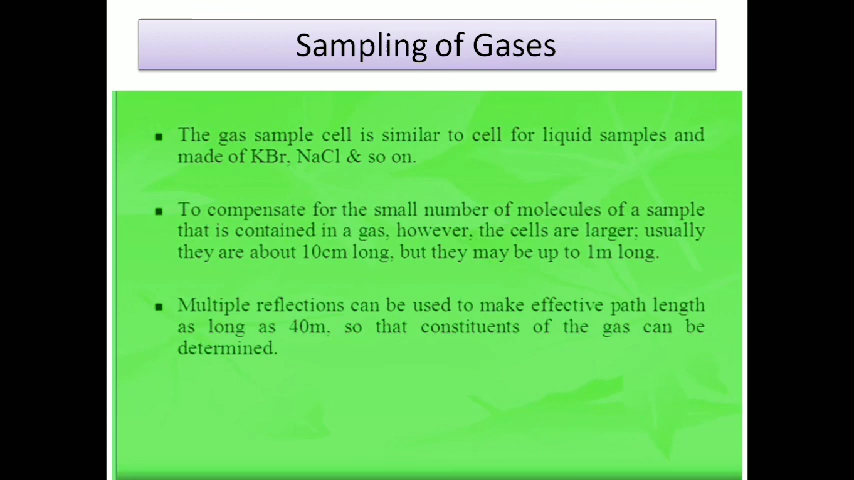 Sampling of Gases
▪ The gas sample cell is similar to cell for liquid samples and
made of KBr, NaCl & so on.
▪ To compensate for the small number of molecules of a sample
that is contained in a gas, however, the cells are larger; usually
they are about 10cm long, but they may be up to 1m long.
▪ Multiple reflections can be used to make effective path length
as long as 40m, so that constituents of the gas can be
determined.